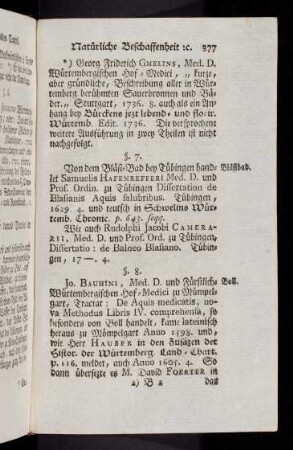 Natürliche Beschaffenheit ꝛc. 377
*) Georg Friderich GMELINS, Med. D.
Würtembergischen Hof-Medici, „ kurze,
aber gründliche, Beschreibung aller in Wür-
temberg berühmten Sauerbronnen und Bä-
der.„ Stuttgart, 1736. 8. auch als ein An-
hang bey Bürckens jezt lebend- und flor.
Würtemb. Edit. 1736. Die versprochene
weitere Ausführung in zwey Theilen ist nicht
nachgefolgt.
§. 7.
Von dem Bläsi-Bad bey Tübingen hand- Bläsibad.
let Samuelis HAFENREFFERI Med. D. und
Prof. Ordin. zu Tübingen Dissertation de
Blasianis Aquis salubribus. Tübingen,
1629 4. und teutsch in Schwelins Wür-
temb. Chronic. p. 643. seqq.
Wie auch Rudolphi Jacobi CAMERA-
RII, Med. D. und Prof. Ord. zu Tübingen,
Dissertatio: de Balneo Blasiano. Tübin-
gen, 17—. 4.
§. 8.
Jo. BAUHINI, Med. D. und Fürstlich- Boll.
Würtembergischen Hof-Medici zu Mümpel-
gart, Tractat: De Aquis medicatis, no-
va Methodus Libris IV. comprehensa, so
besonders von Boll handelt, kame lateinisch
heraus zu Mümpelgart Anno 1598. und,
wie Herr HAUBER in den Zusäzen der
Histor. der Würtemberg. Land-Chart.
p. 116. meldet, auch Anno 1605. 4. So
dann übersezte es M. David FOERTER in
a) B b 2 das